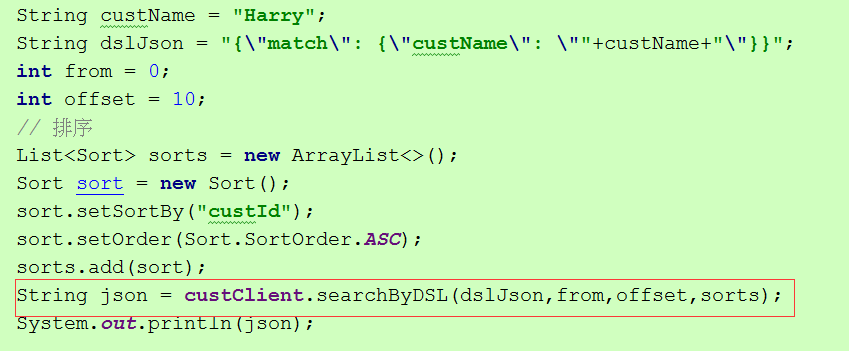 String custName = "Harry";
String dslJson = "{\"match\": {\"custName\": \""+custName+"\"}}";
int from = 0;
int offset = 10;
// 排序
List<Sort> sorts = new ArrayList<>();
Sort sort = new Sort();
sort.setSortBy("custId");
sort.setOrder(Sort.SortOrder.ASC);
sorts.add(sort);
String json = custClient.searchByDSL(dslJson,from,offset,sorts);
System.out.println(json);